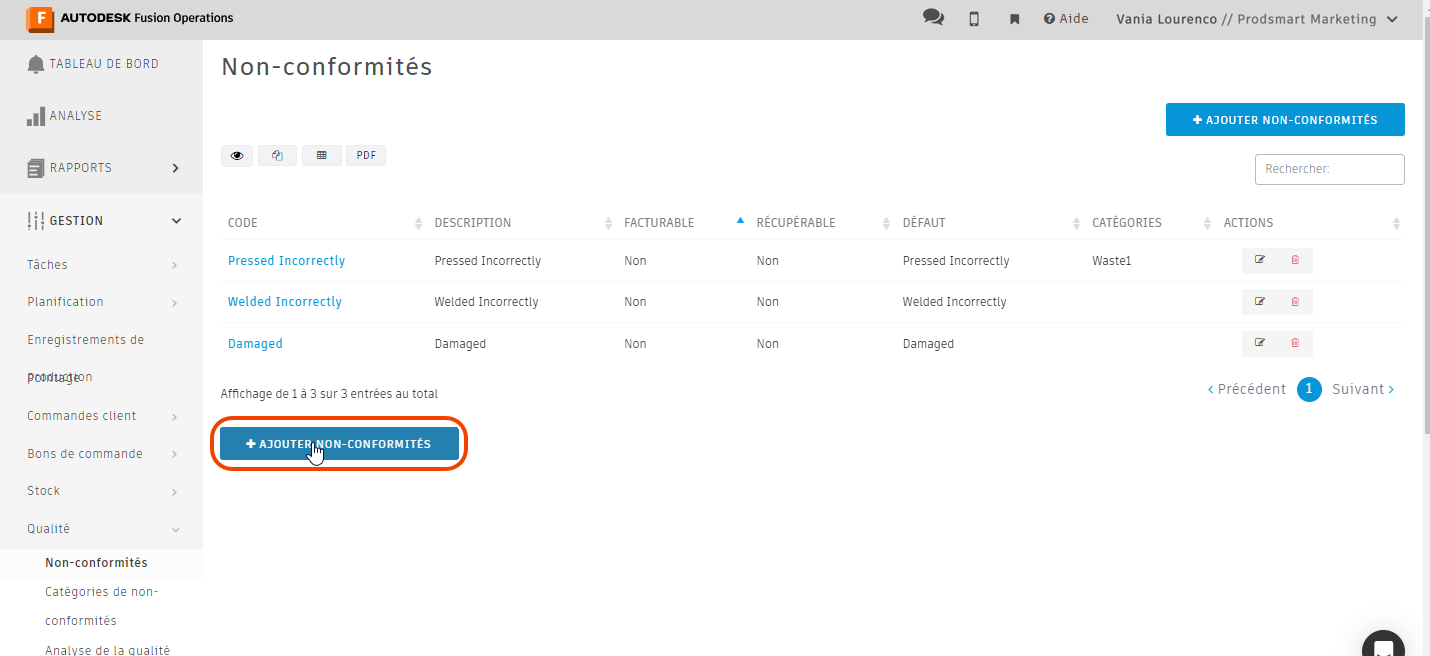 F AUTODESK Fusion Operations
Aide
Vania Lourenco // Prodsmart Marketing
TABLEAU DE BORD
ANALYSE
RAPPORTS
GESTION
Tâches
Planification
Enregistrements de
production
Pointage
Commandes client
Bons de commande
Stock
Qualité
Non-conformités
Catégories de non-
conformités
Analyse de la qualité
Non-conformités
+ AJOUTER NON-CONFORMITÉS
PDF
Rechercher:
CODE DESCRIPTION FACTURABLE RÉCUPÉRABLE DÉFAUT CATÉGORIES ACTIONS
Pressed Incorrectly Pressed Incorrectly Non Non Pressed Incorrectly Waste1
Welded Incorrectly Welded Incorrectly Non Non Welded Incorrectly
Damaged Damaged Non Non Damaged
Affichage de 1 à 3 sur 3 entrées au total
< Précédent 1 Suivant >
+ AJOUTER NON-CONFORMITÉS